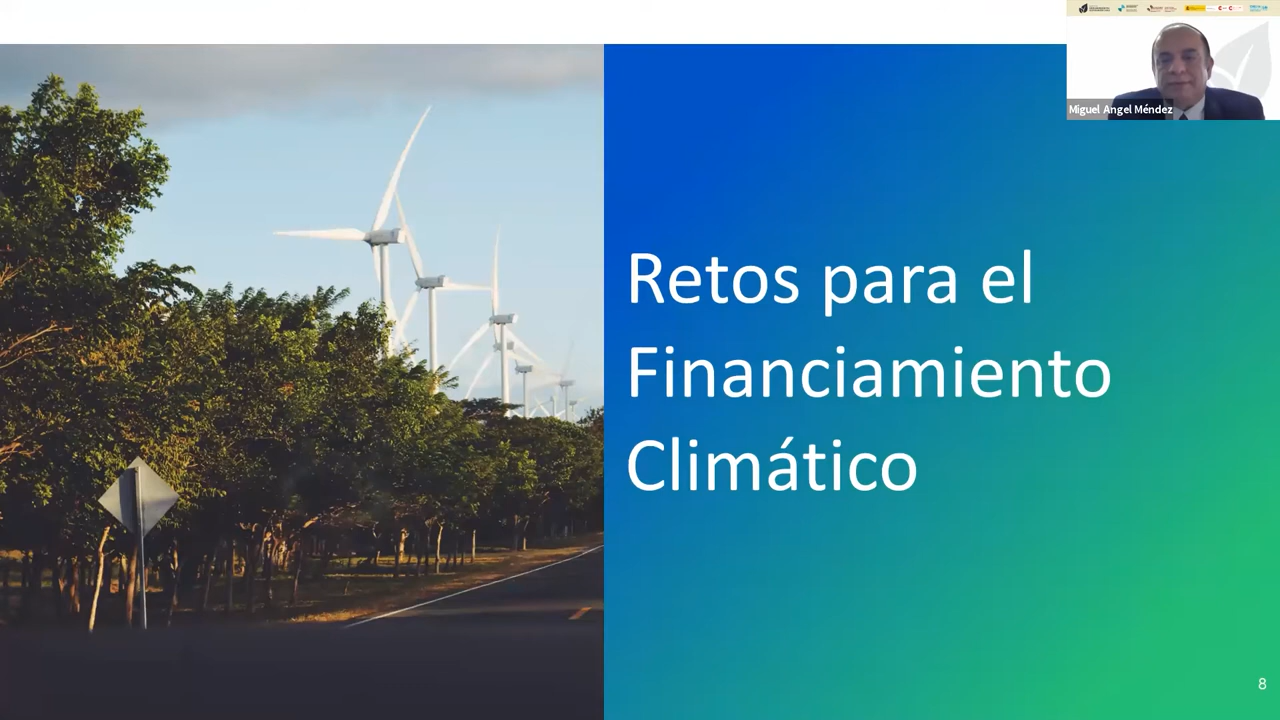 Miguel Angel Méndez
Retos para el
Financiamiento
Climático
8